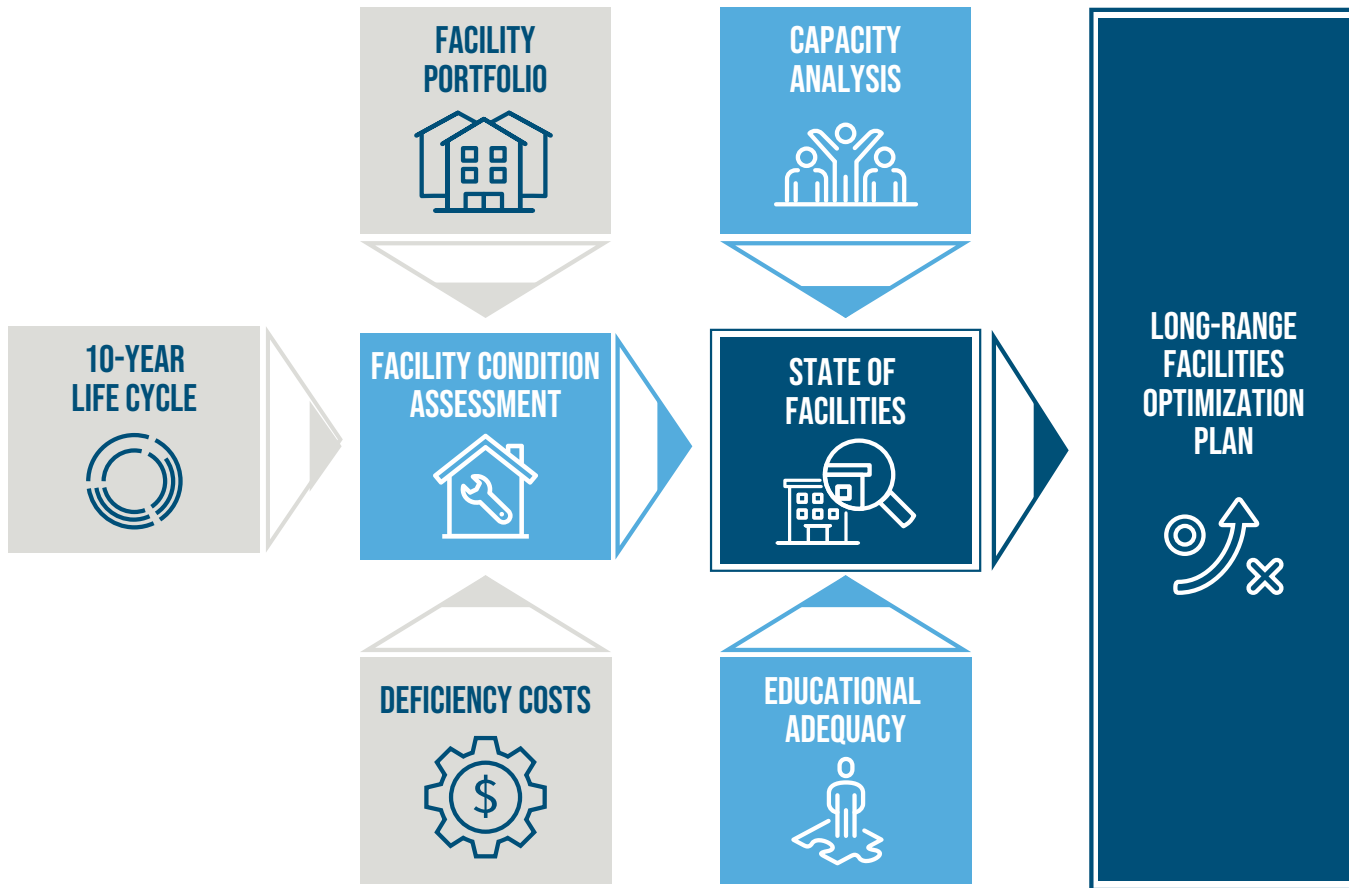 FACILITY
PORTFOLIO
CAPACITY
ANALYSIS
10-YEAR
LIFE CYCLE
FACILITY CONDITION
ASSESSMENT
STATE OF
FACILITIES
LONG-RANGE
FACILITIES
OPTIMIZATION
PLAN
DEFICIENCY COSTS
$
EDUCATIONAL
ADEQUACY